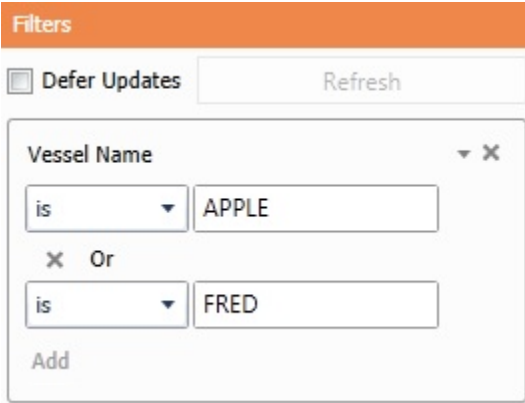 Filters
Defer Updates Refresh
Vessel Name
is APPLE
Or
is FRED
Add